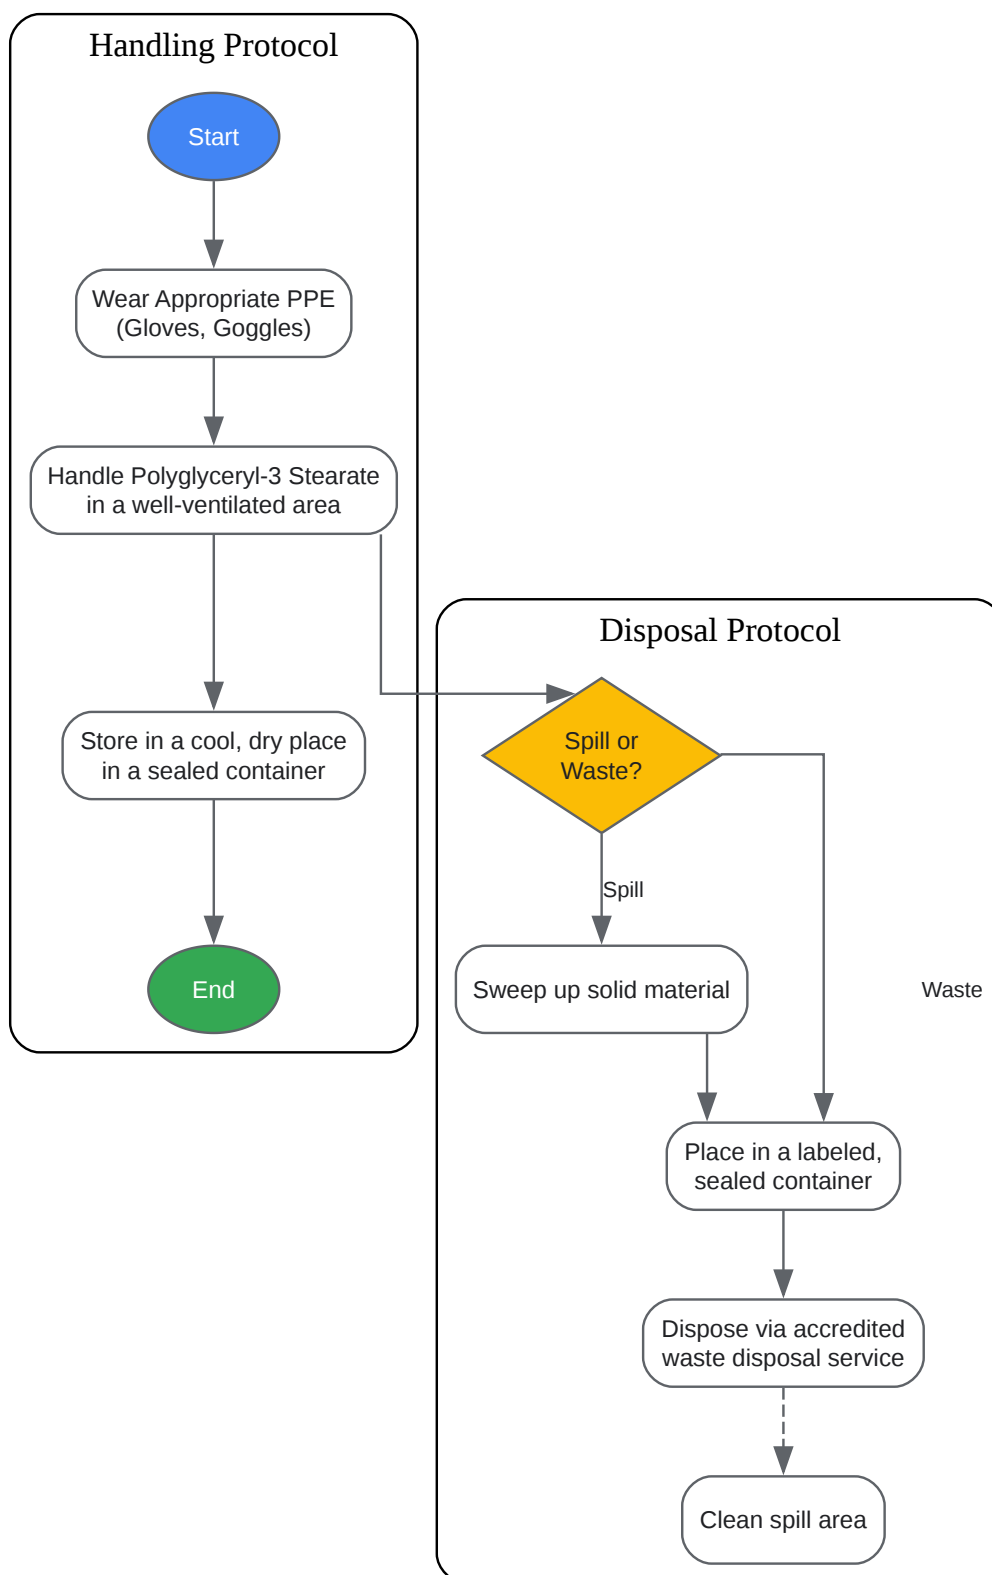 Handling Protocol
Start
Wear Appropriate PPE
(Gloves, Goggles)
Handle Polyglyceryl-3 Stearate
in a well-ventilated area
Store in a cool, dry place
in a sealed container
End
Disposal Protocol
Spill or
Waste?
Spill
Sweep up solid material
Waste
Place in a labeled,
sealed container
Dispose via accredited
waste disposal service
Clean spill area